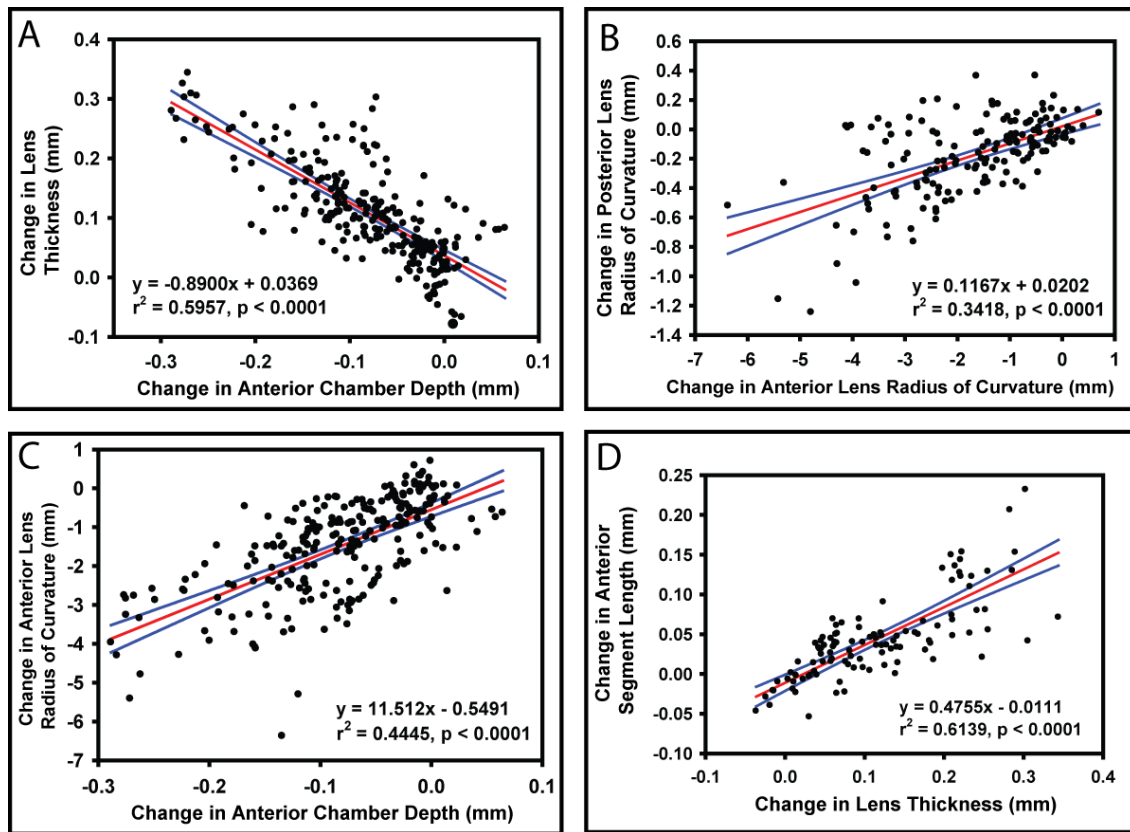 A
Change in Lens
Thickness (mm)
0.4
0.3
0.2
0.1
0.0
-0.1
y = -0.8900x + 0.0369
r² = 0.5957, p < 0.0001
-0.3 -0.2 -0.1 0.0 0.1
Change in Anterior Chamber Depth (mm)
B
Change in Posterior Lens
Radius of Curvature (mm)
0.6
0.4
0.2
0.0
-0.2
-0.4
-0.6
-0.8
-1.0
-1.2
-1.4
y = 0.1167x + 0.0202
r² = 0.3418, p < 0.0001
-7 -6 -5 -4 -3 -2 -1 0 1
Change in Anterior Lens Radius of Curvature (mm)
C
Change in Anterior Lens
Radius of Curvature (mm)
1
0
-1
-2
-3
-4
-5
-6
-7
y = 11.512x - 0.5491
r² = 0.4445, p < 0.0001
-0.3 -0.2 -0.1 0.0 0.1
Change in Anterior Chamber Depth (mm)
D
Change in Anterior
Segment Length (mm)
0.25
0.20
0.15
0.10
0.05
0.00
-0.05
-0.10
y = 0.4755x - 0.0111
r² = 0.6139, p < 0.0001
-0.1 0.0 0.1 0.2 0.3 0.4
Change in Lens Thickness (mm)